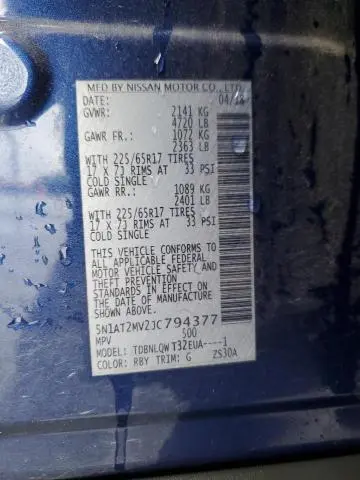 MFD BY NISSAN MOTOR CO., LTD.
DATE: 04/18
GVWR: 2141 KG
4720 LB
GAWR FR.: 1072 KG
2363 LB
WITH 225/65R17 TIRES
17 X 7J RIMS AT 33 PSI
COLD SINGLE
GAWR RR.: 1089 KG
2401 LB
WITH 225/65R17 TIRES
17 X 7J RIMS AT 33 PSI
COLD SINGLE
THIS VEHICLE CONFORMS TO
ALL APPLICABLE FEDERAL
MOTOR VEHICLE SAFETY AND
THEFT PREVENTION
STANDARDS IN EFFECT ON
THE DATE OF MANUFACTURE
SHOWN ABOVE.
5N1AT2MV2JC794377
MPV 500
MODEL: TDBNLQWT32EUA----1
COLOR: RBY TRIM: G ZS30A